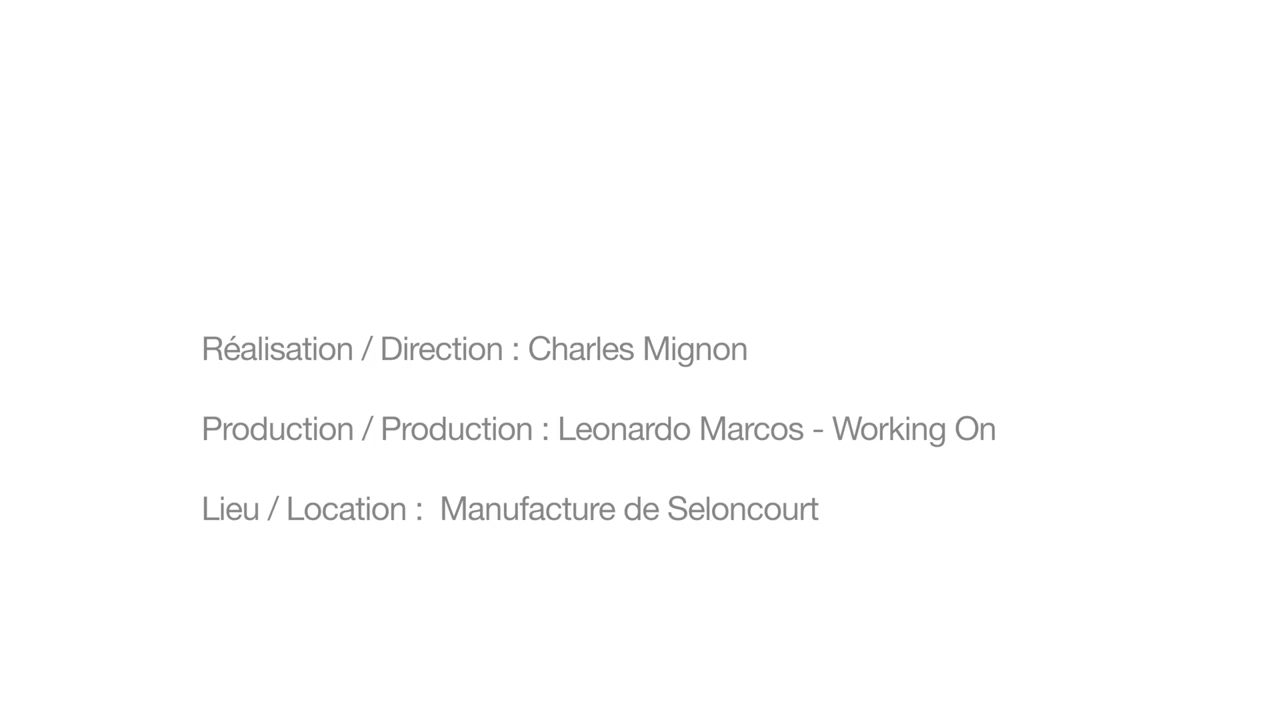 Réalisation / Direction : Charles Mignon
Production / Production : Leonardo Marcos - Working On
Lieu / Location :  Manufacture de Seloncourt